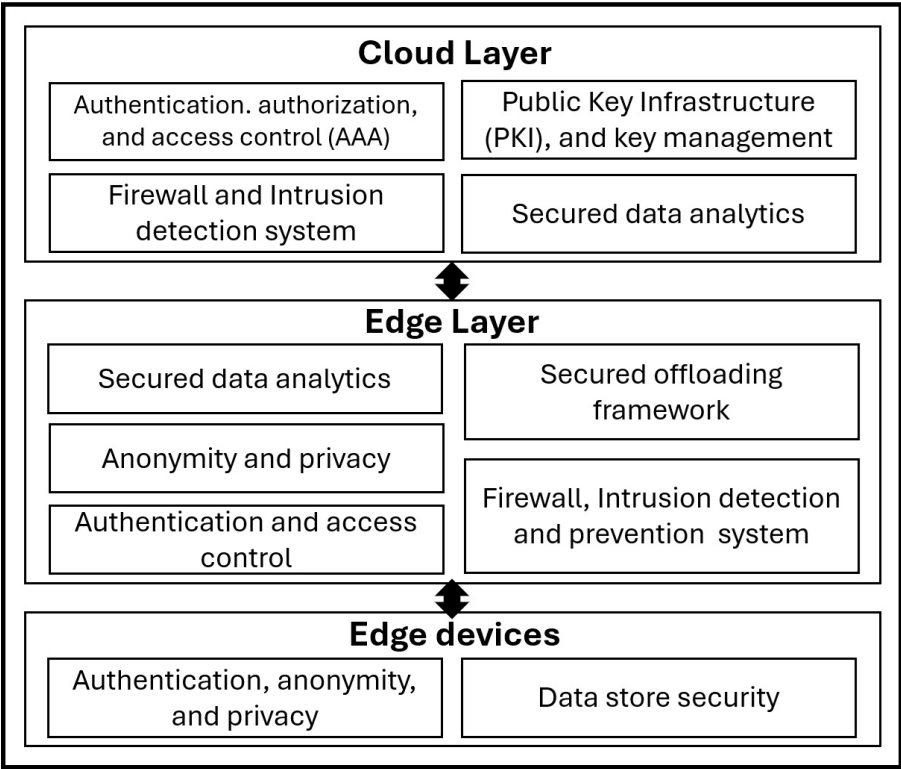 Cloud Layer
Authentication. authorization,
and access control (AAA)
Public Key Infrastructure
(PKI), and key management
Firewall and Intrusion
detection system
Secured data analytics
Edge Layer
Secured data analytics
Secured offloading
framework
Anonymity and privacy
Firewall, Intrusion detection
and prevention system
Authentication and access
control
Edge devices
Authentication, anonymity,
and privacy
Data store security